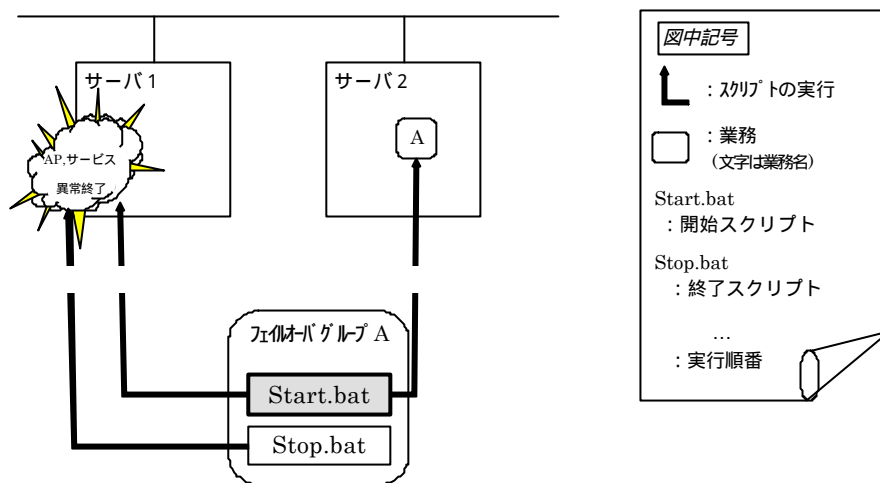 サーバ1
サーバ2
AP,サービス
異常終了
A
フェイルオーバグループ A
Start.bat
Stop.bat
図中記号
：スクリプトの実行
：業務
（文字は業務名）
Start.bat
：開始スクリプト
Stop.bat
：終了スクリプト
…
：実行順番